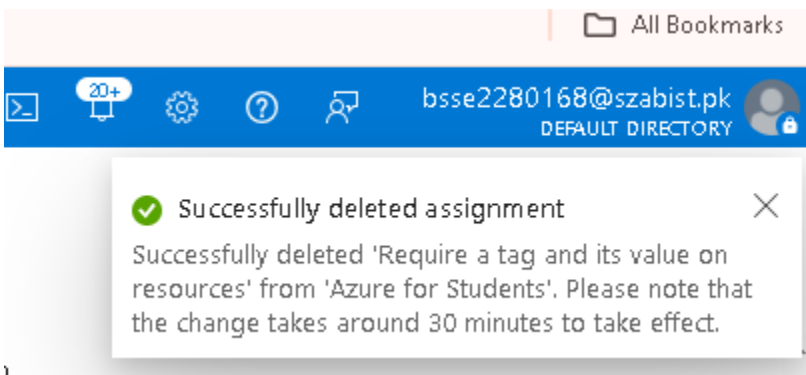 All Bookmarks
20+
bsse2280168@szabist.pk
DEFAULT DIRECTORY
Successfully deleted assignment
Successfully deleted 'Require a tag and its value on
resources' from 'Azure for Students'. Please note that
the change takes around 30 minutes to take effect.